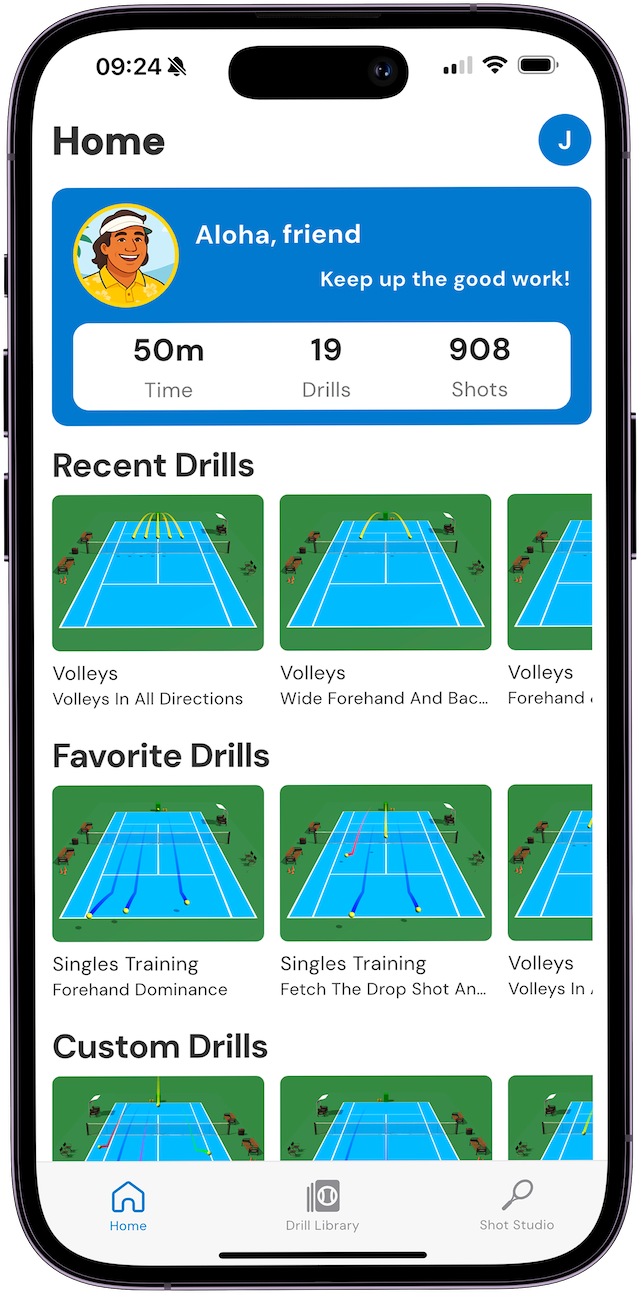 09:24
Home
J
Aloha, friend
Keep up the good work!
50m 19 908
Time Drills Shots
Recent Drills
Volleys Volleys Volleys
Volleys In All Directions Wide Forehand And Bac... Forehand
Favorite Drills
Singles Training Singles Training Volleys
Forehand Dominance Fetch The Drop Shot An... Volleys In
Custom Drills
Home Drill Library Shot Studio